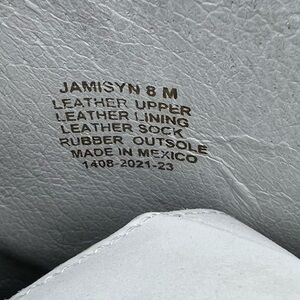 JAMISYN 8 M
LEATHER UPPER
LEATHER LINING
LEATHER SOCK
RUBBER OUTSOLE
MADE IN MEXICO
1408-2021-23